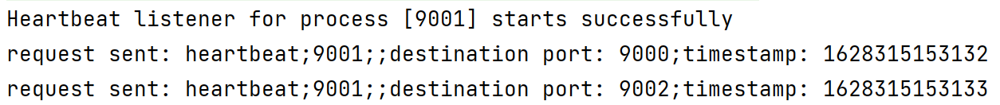 Heartbeat listener for process [9001] starts successfully
request sent: heartbeat;9001;;destination port: 9000;timestamp: 1628315153132
request sent: heartbeat;9001;;destination port: 9002;timestamp: 1628315153133